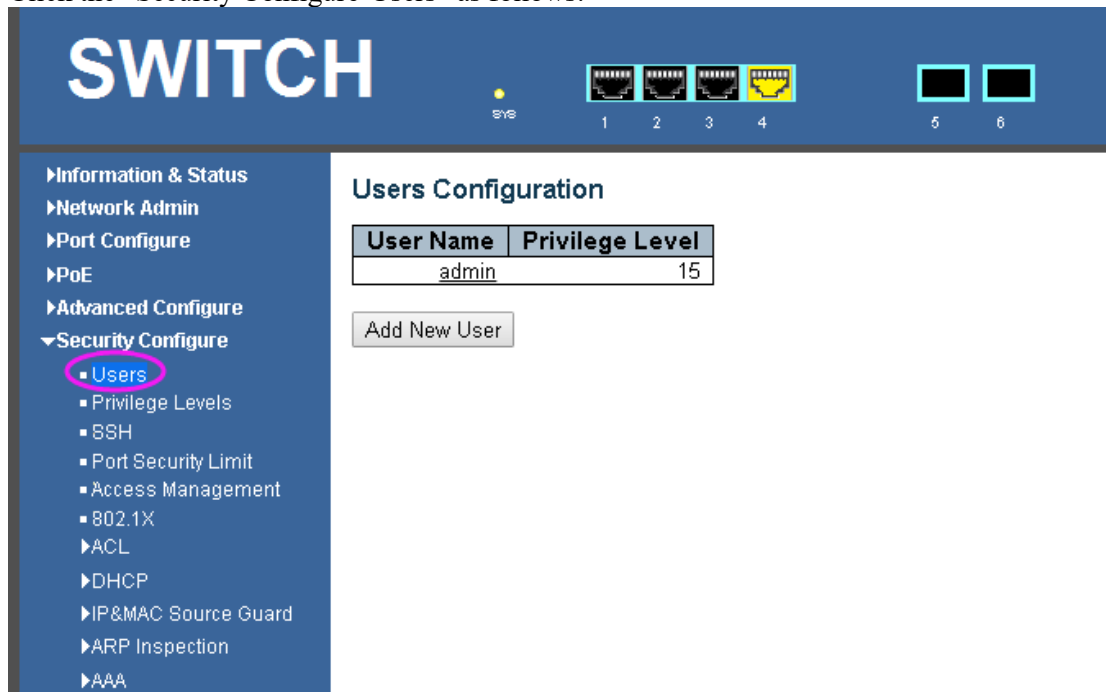 SWITCH
SYS
1 2 3 4 5 6
Information & Status
Network Admin
Port Configure
PoE
Advanced Configure
Security Configure
Users
Privilege Levels
SSH
Port Security Limit
Access Management
802.1X
ACL
DHCP
IP&MAC Source Guard
ARP Inspection
AAA
Users Configuration
User Name Privilege Level
admin 15
Add New User